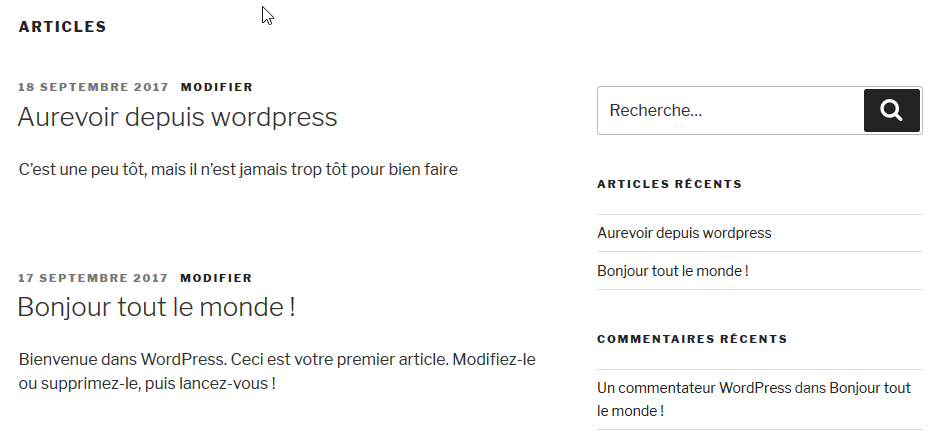 ARTICLES
18 SEPTEMBRE 2017 MODIFIER
Aurevoir depuis wordpress
C’est une peu tôt, mais il n’est jamais trop tôt pour bien faire
17 SEPTEMBRE 2017 MODIFIER
Bonjour tout le monde !
Bienvenue dans WordPress. Ceci est votre premier article. Modifiez-le
ou supprimez-le, puis lancez-vous !
Recherche…
ARTICLES RÉCENTS
Aurevoir depuis wordpress
Bonjour tout le monde !
COMMENTAIRES RÉCENTS
Un commentateur WordPress dans Bonjour tout
le monde !